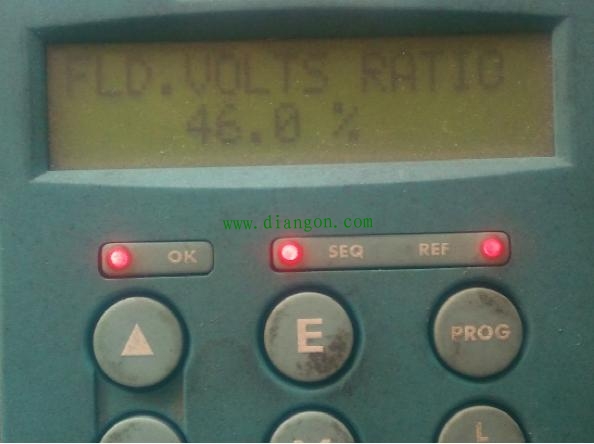 FLD.VOLTS RATIO
46.0 %
www.diangon.com
OK SEQ REF
E PROG
L